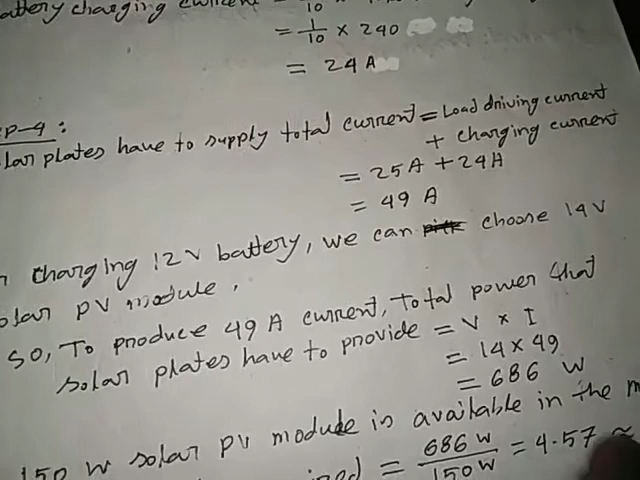 attery charging current = 10
= 1/10 × 240
= 24 A
ep-4:
lar plates have to supply total current = Load driving current
+ charging current
= 25A + 24A
= 49 A
charging 12V battery, we can choose 14V
olar PV module,
So, To produce 49 A current, Total power that
solar plates have to provide = V × I
= 14 × 49
= 686 W
150 W solar PV module is available in the m
= 686 W / 150 W = 4.57 ≈